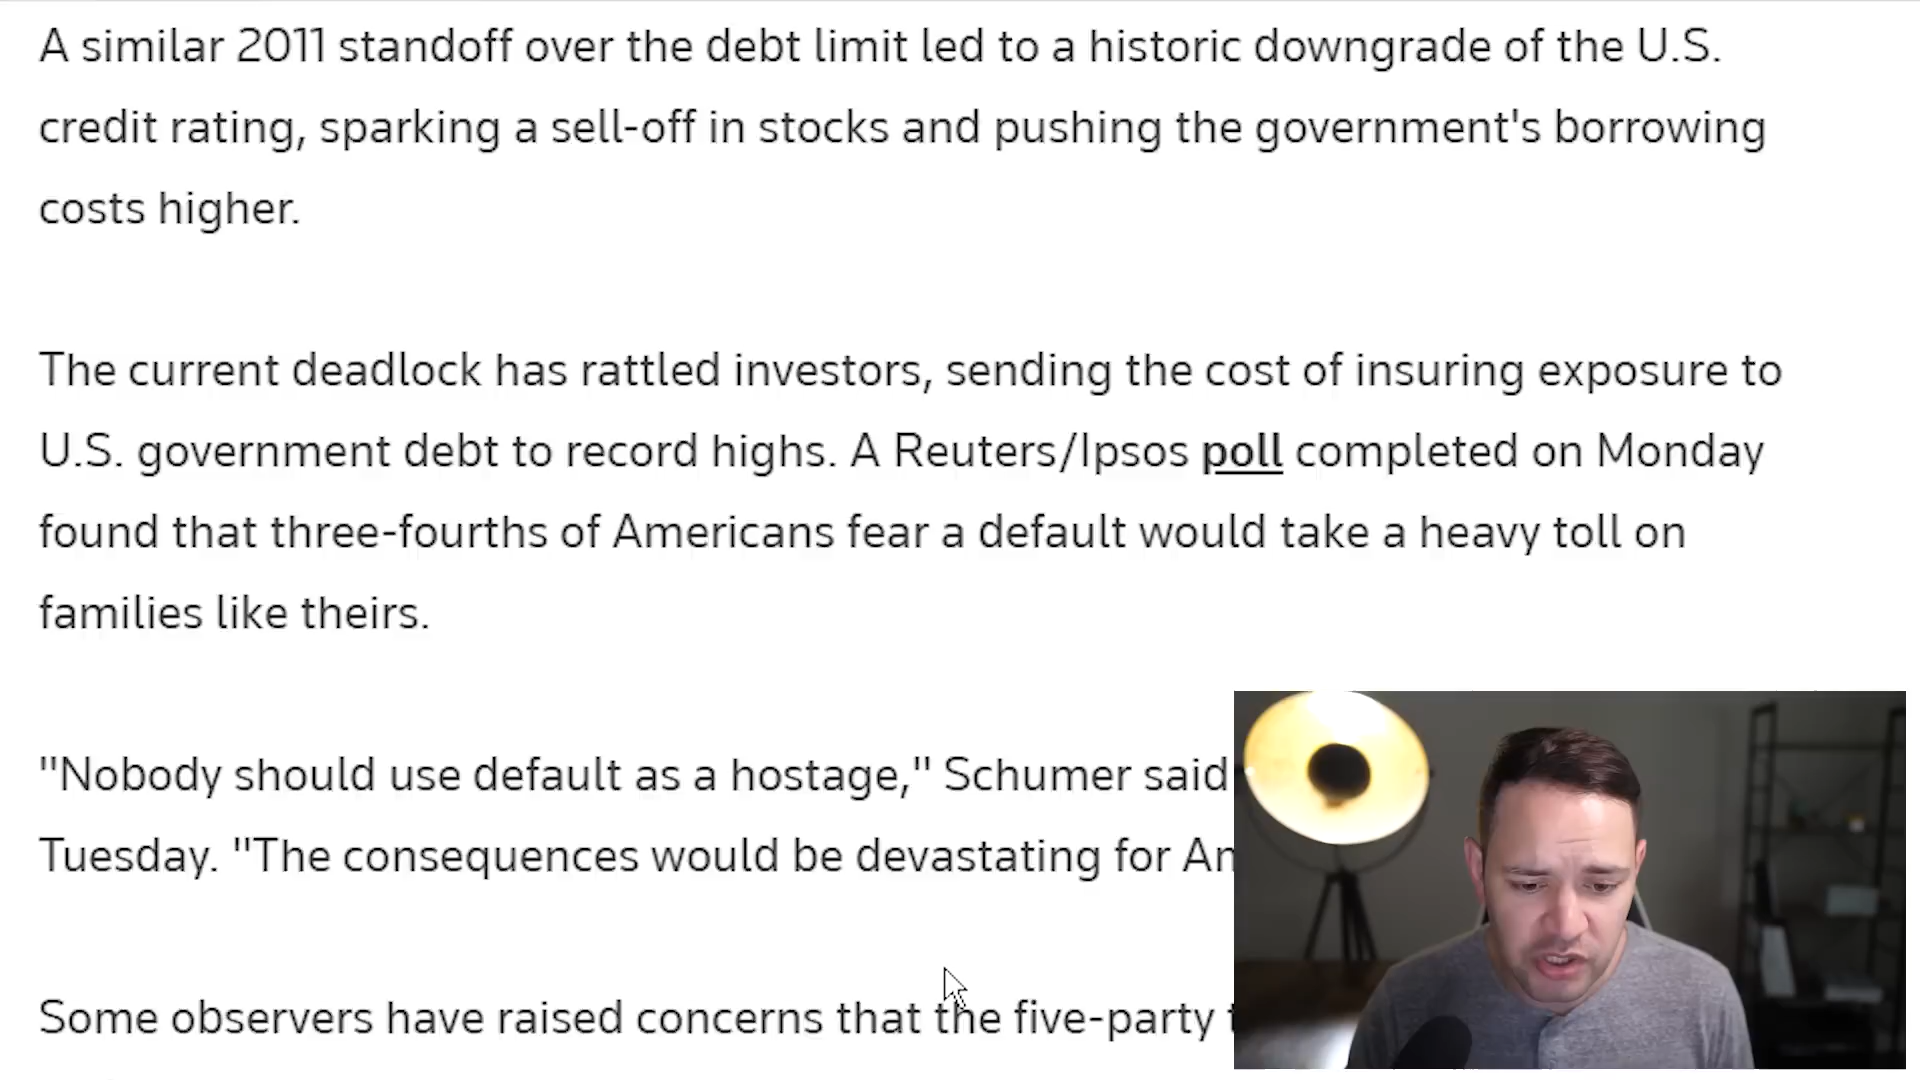 A similar 2011 standoff over the debt limit led to a historic downgrade of the U.S.
credit rating, sparking a sell-off in stocks and pushing the government's borrowing
costs higher.
The current deadlock has rattled investors, sending the cost of insuring exposure to
U.S. government debt to record highs. A Reuters/Ipsos poll completed on Monday
found that three-fourths of Americans fear a default would take a heavy toll on
families like theirs.
"Nobody should use default as a hostage," Schumer said
Tuesday. "The consequences would be devastating for
Some observers have raised concerns that the five-party